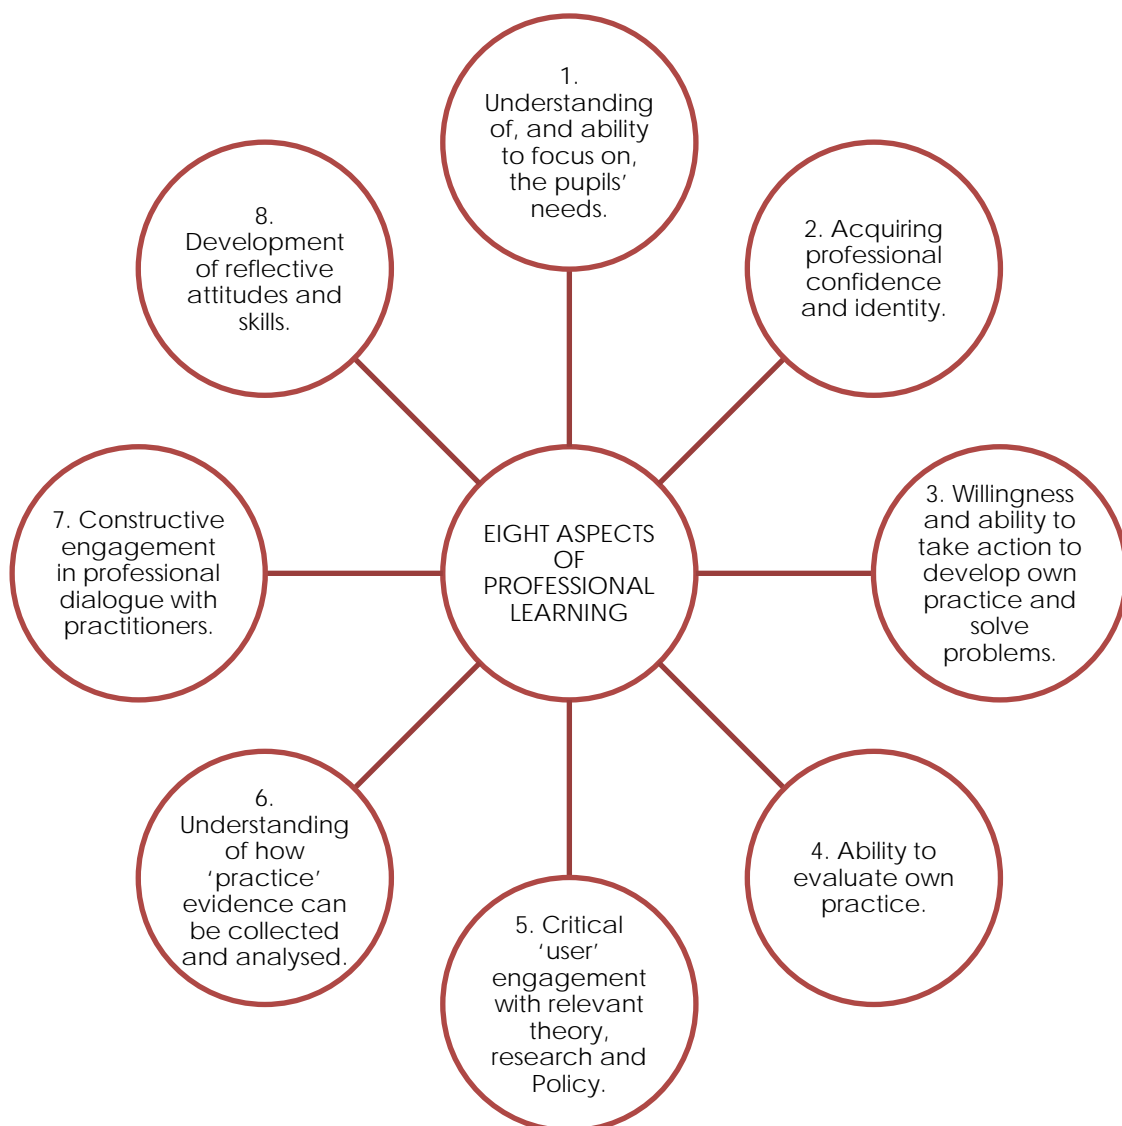 1.
Understanding
of, and ability
to focus on,
the pupils’
needs.
2. Acquiring
professional
confidence
and identity.
3. Willingness
and ability to
take action to
develop own
practice and
solve
problems.
4. Ability to
evaluate own
practice.
5. Critical
‘user’
engagement
with relevant
theory,
research and
Policy.
6.
Understanding
of how
‘practice’
evidence can
be collected
and analysed.
7. Constructive
engagement
in professional
dialogue with
practitioners.
8.
Development
of reflective
attitudes and
skills.
EIGHT ASPECTS
OF
PROFESSIONAL
LEARNING